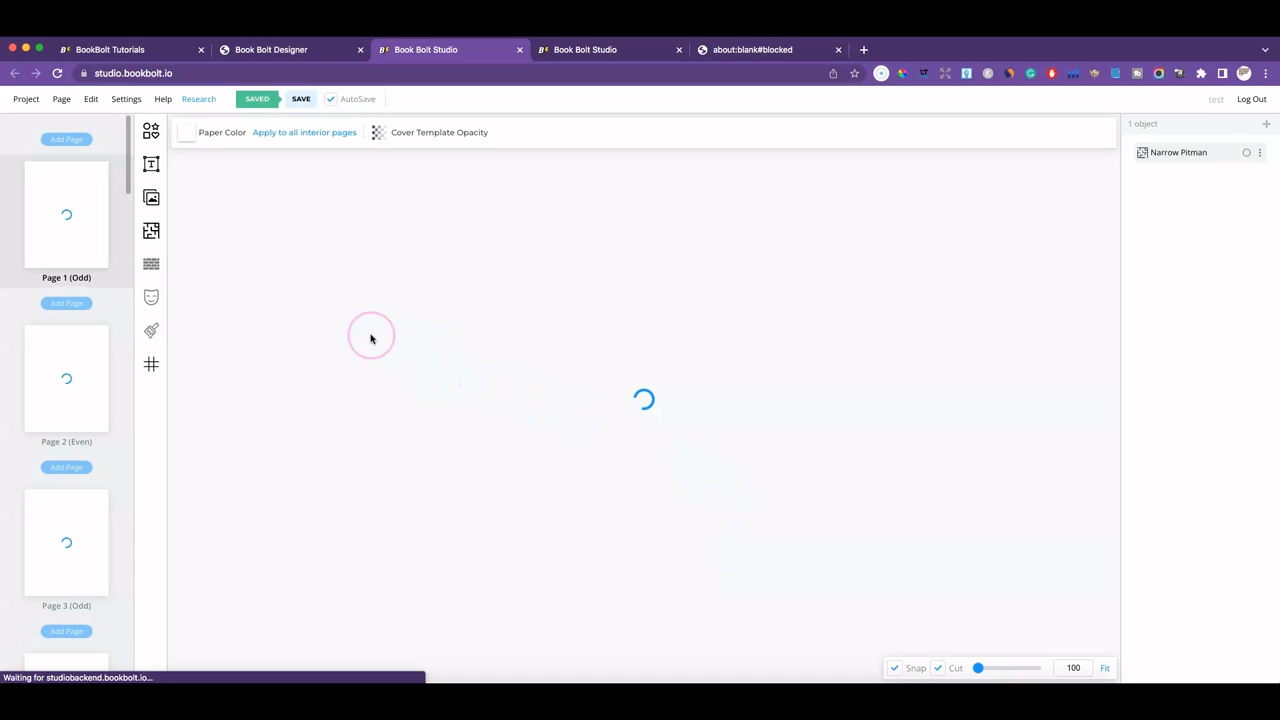 BookBolt Tutorials
Book Bolt Designer
Book Bolt Studio
Book Bolt Studio
about:blank#blocked
studio.bookbolt.io
Project Page Edit Settings Help Research SAVED SAVE AutoSave test Log Out
Add Page
Paper Color Apply to all interior pages Cover Template Opacity
1 object
Narrow Pitman
Page 1 (Odd)
Add Page
Page 2 (Even)
Add Page
Page 3 (Odd)
Add Page
Snap Cut 100 Fit
Waiting for studiobackend.bookbolt.io...